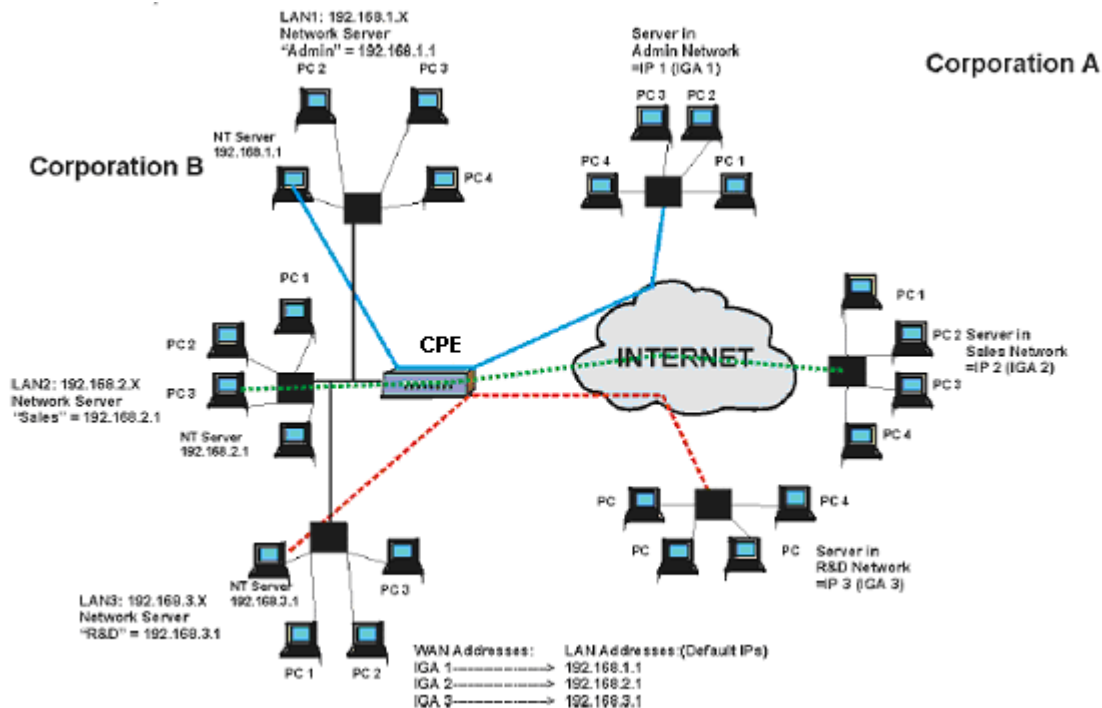 LAN1: 192.168.1.X
Network Server
"Admin" = 192.168.1.1
PC 2
PC 3
NT Server
192.168.1.1
PC 4
Corporation B
Server in
Admin Network
=IP 1 (IGA 1)
Corporation A
PC 3
PC 2
PC 4
PC 1
PC 1
PC 2
PC 3
LAN2: 192.168.2.X
Network Server
"Sales" = 192.168.2.1
NT Server
192.168.2.1
CPE
INTERNET
PC 1
PC 2
Server in
Sales Network
=IP 2 (IGA 2)
PC 3
PC 4
PC
PC 4
PC
PC
Server in
R&D Network
=IP 3 (IGA 3)
NT Server
192.168.3.1
PC 3
LAN3: 192.168.3.X
Network Server
"R&D" = 192.168.3.1
PC 1
PC 2
WAN Addresses: LAN Addresses:(Default IPs)
IGA 1---------------> 192.168.1.1
IGA 2---------------> 192.168.2.1
IGA 3---------------> 192.168.3.1